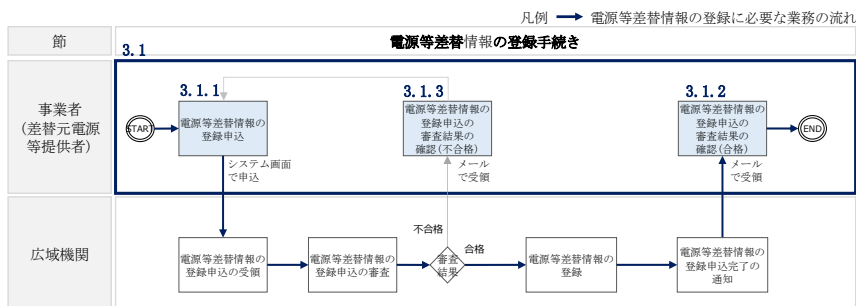 凡例 電源等差替情報の登録に必要な業務の流れ
節
3.1
電源等差替情報の登録手続き
事業者
(差替元電源
等提供者)
START
3.1.1
電源等差替情報の
登録申込
3.1.3
電源等差替情報の
登録申込の
審査結果の
確認(不合格)
3.1.2
電源等差替情報の
登録申込の
審査結果の
確認(合格)
END
システム画面
で申込
メール
で受領
メール
で受領
広域機関
電源等差替情報の
登録申込の受領
電源等差替情報の
登録申込の審査
不合格
審査
結果
合格
電源等差替情報の
登録
電源等差替情報の
登録申込完了の
通知